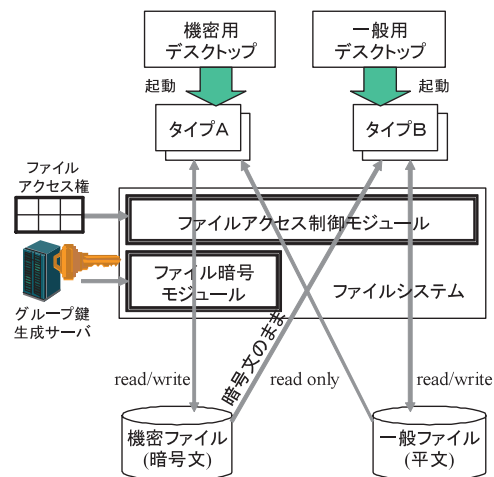 機密用
デスクトップ
一般用
デスクトップ
起動
起動
タイプA
タイプB
ファイル
アクセス権
ファイルアクセス制御モジュール
ファイル暗号
モジュール
ファイルシステム
グループ鍵
生成サーバ
暗号文のまま
read/write
read only
read/write
機密ファイル
(暗号文)
一般ファイル
(平文)